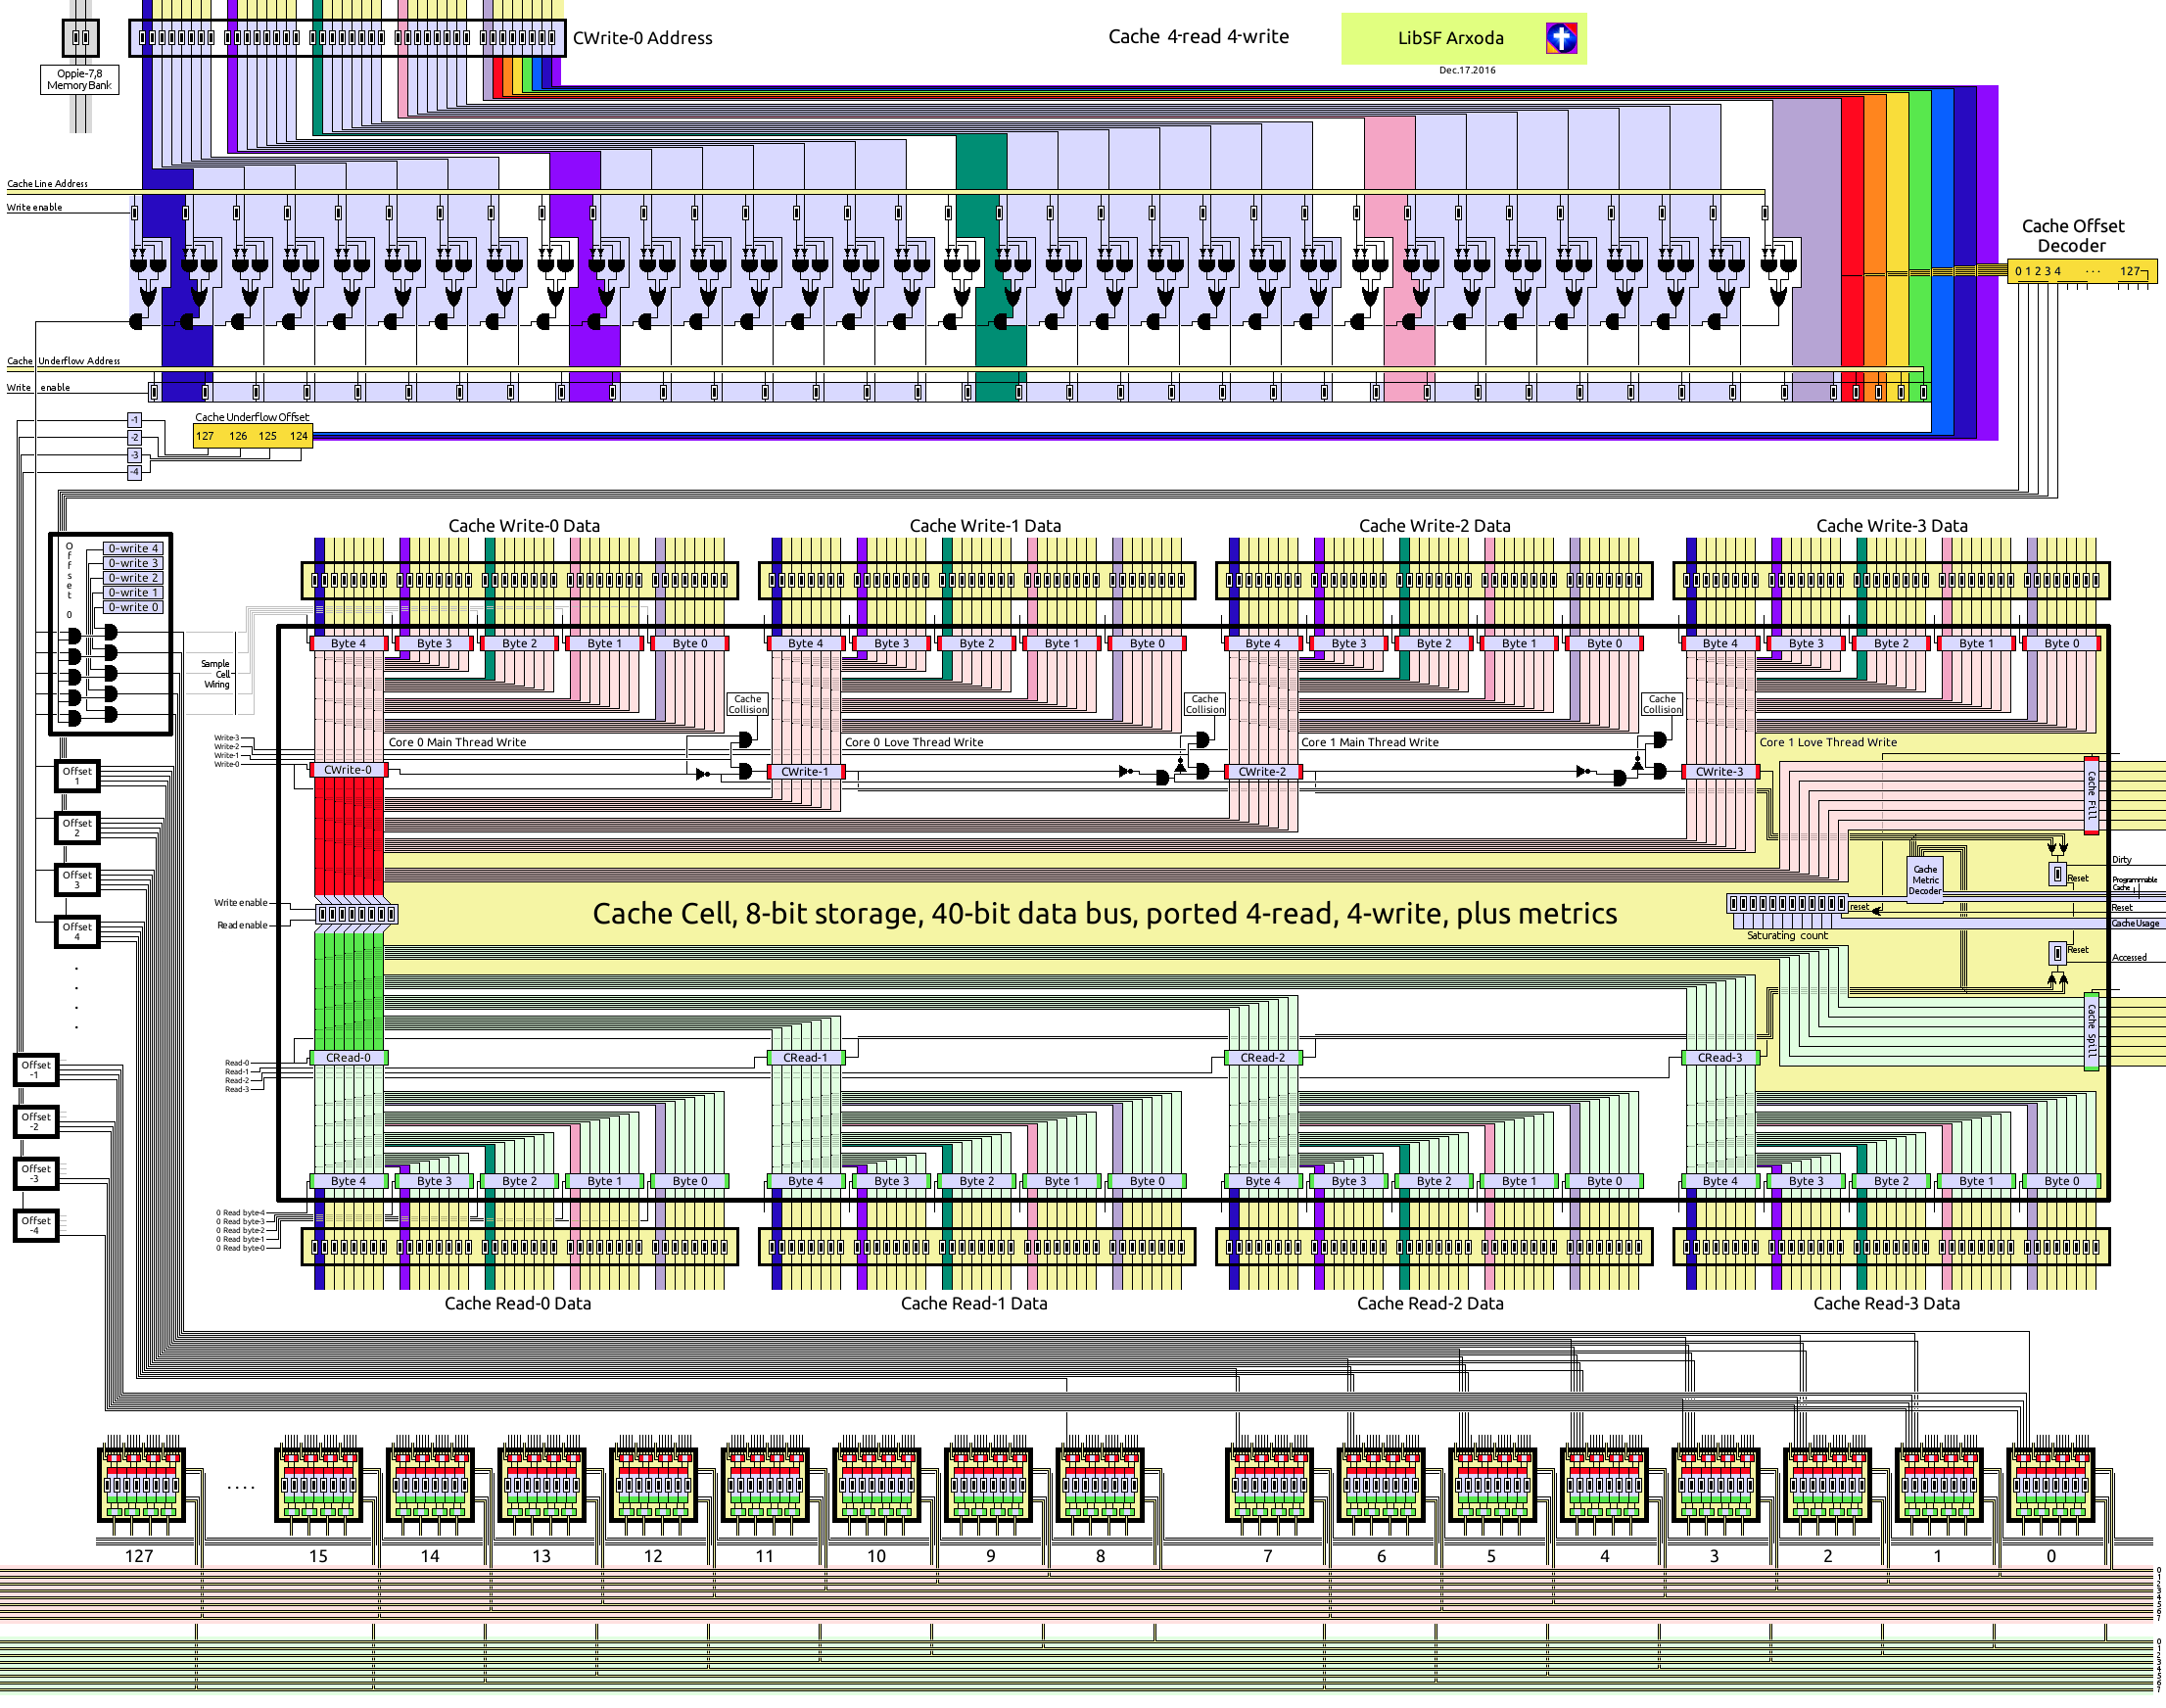 CWrite-0 Address
Cache 4-read 4-write
LibSF Arxoda
Dec.17.2016
Oppie-7,8
Memory Bank
Cache Line Address
Write enable
Cache Offset
Decoder
0 1 2 3 4 ... 127
Cache Underflow Address
Write enable
Cache Underflow Offset
127 126 125 124
-1
-2
-3
-4
Cache Write-0 Data
Cache Write-1 Data
Cache Write-2 Data
Cache Write-3 Data
Offset 0
0-write 4
0-write 3
0-write 2
0-write 1
0-write 0
Byte 4 Byte 3 Byte 2 Byte 1 Byte 0
Byte 4 Byte 3 Byte 2 Byte 1 Byte 0
Byte 4 Byte 3 Byte 2 Byte 1 Byte 0
Byte 4 Byte 3 Byte 2 Byte 1 Byte 0
Sample
Cell
Wiring
Cache
Collision
Cache
Collision
Cache
Collision
Write-3
Write-2
Write-1
Write-0
Core 0 Main Thread Write
Core 0 Love Thread Write
Core 1 Main Thread Write
Core 1 Love Thread Write
CWrite-0
CWrite-1
CWrite-2
CWrite-3
Cache Fill
Offset
1
Offset
2
Offset
3
Offset
4
Dirty
Reset
Cache
Metric
Decoder
Programmable
Cache
Write enable
Read enable
Cache Cell, 8-bit storage, 40-bit data bus, ported 4-read, 4-write, plus metrics
reset
Reset
Cache Usage
Saturating count
Reset
Accessed
Cache Spill
CRead-0
CRead-1
CRead-2
CRead-3
Read-0
Read-1
Read-2
Read-3
Offset
-1
Offset
-2
Offset
-3
Offset
-4
Byte 4 Byte 3 Byte 2 Byte 1 Byte 0
Byte 4 Byte 3 Byte 2 Byte 1 Byte 0
Byte 4 Byte 3 Byte 2 Byte 1 Byte 0
Byte 4 Byte 3 Byte 2 Byte 1 Byte 0
0 Read byte-4
0 Read byte-3
0 Read byte-2
0 Read byte-1
0 Read byte-0
Cache Read-0 Data
Cache Read-1 Data
Cache Read-2 Data
Cache Read-3 Data
127 .... 15 14 13 12 11 10 9 8 7 6 5 4 3 2 1 0
0
1
2
3
4
5
6
7
0
1
2
3
4
5
6
7